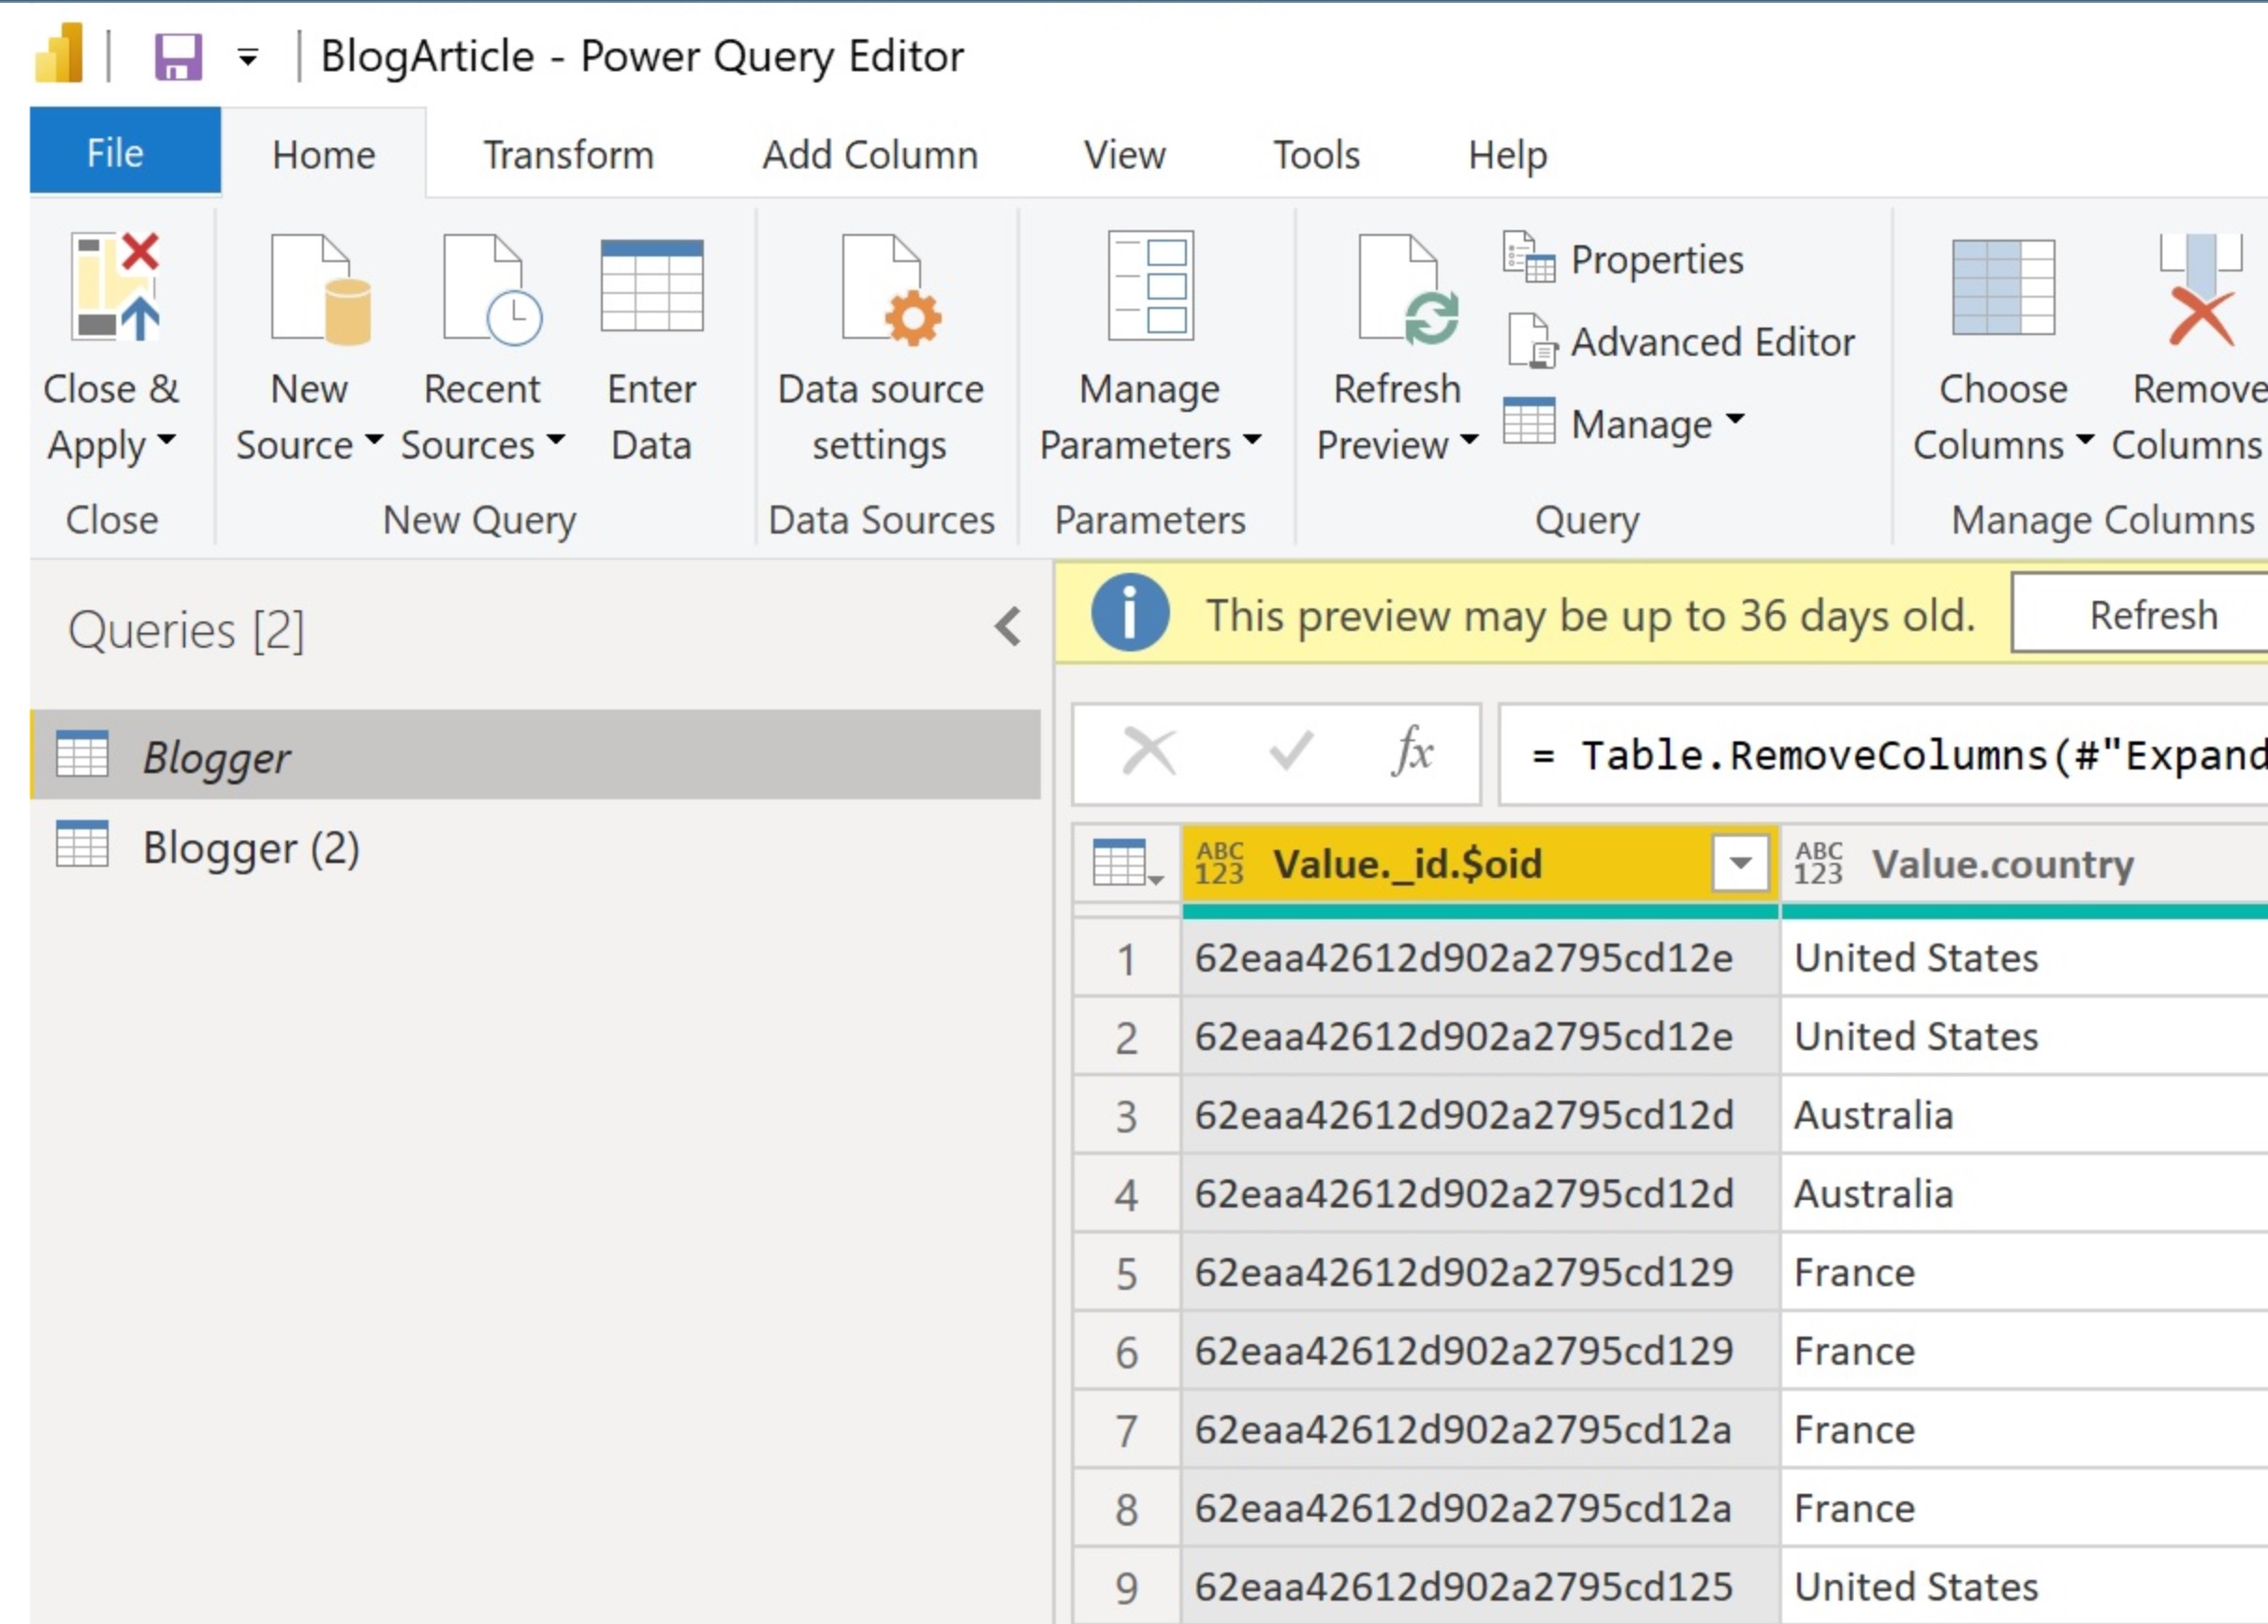 BlogArticle - Power Query Editor
File Home Transform Add Column View Tools Help
Close & Apply
New Source
Recent Sources
Enter Data
Data source settings
Manage Parameters
Refresh Preview
Properties
Advanced Editor
Manage
Choose Columns
Remove Columns
Close New Query Data Sources Parameters Query Manage Columns
Queries [2]
This preview may be up to 36 days old. Refresh
Blogger
Blogger (2)
fx = Table.RemoveColumns(#"Expand
ABC 123 Value._id.$oid ABC 123 Value.country
1 62eaa42612d902a2795cd12e United States
2 62eaa42612d902a2795cd12e United States
3 62eaa42612d902a2795cd12d Australia
4 62eaa42612d902a2795cd12d Australia
5 62eaa42612d902a2795cd129 France
6 62eaa42612d902a2795cd129 France
7 62eaa42612d902a2795cd12a France
8 62eaa42612d902a2795cd12a France
9 62eaa42612d902a2795cd125 United States